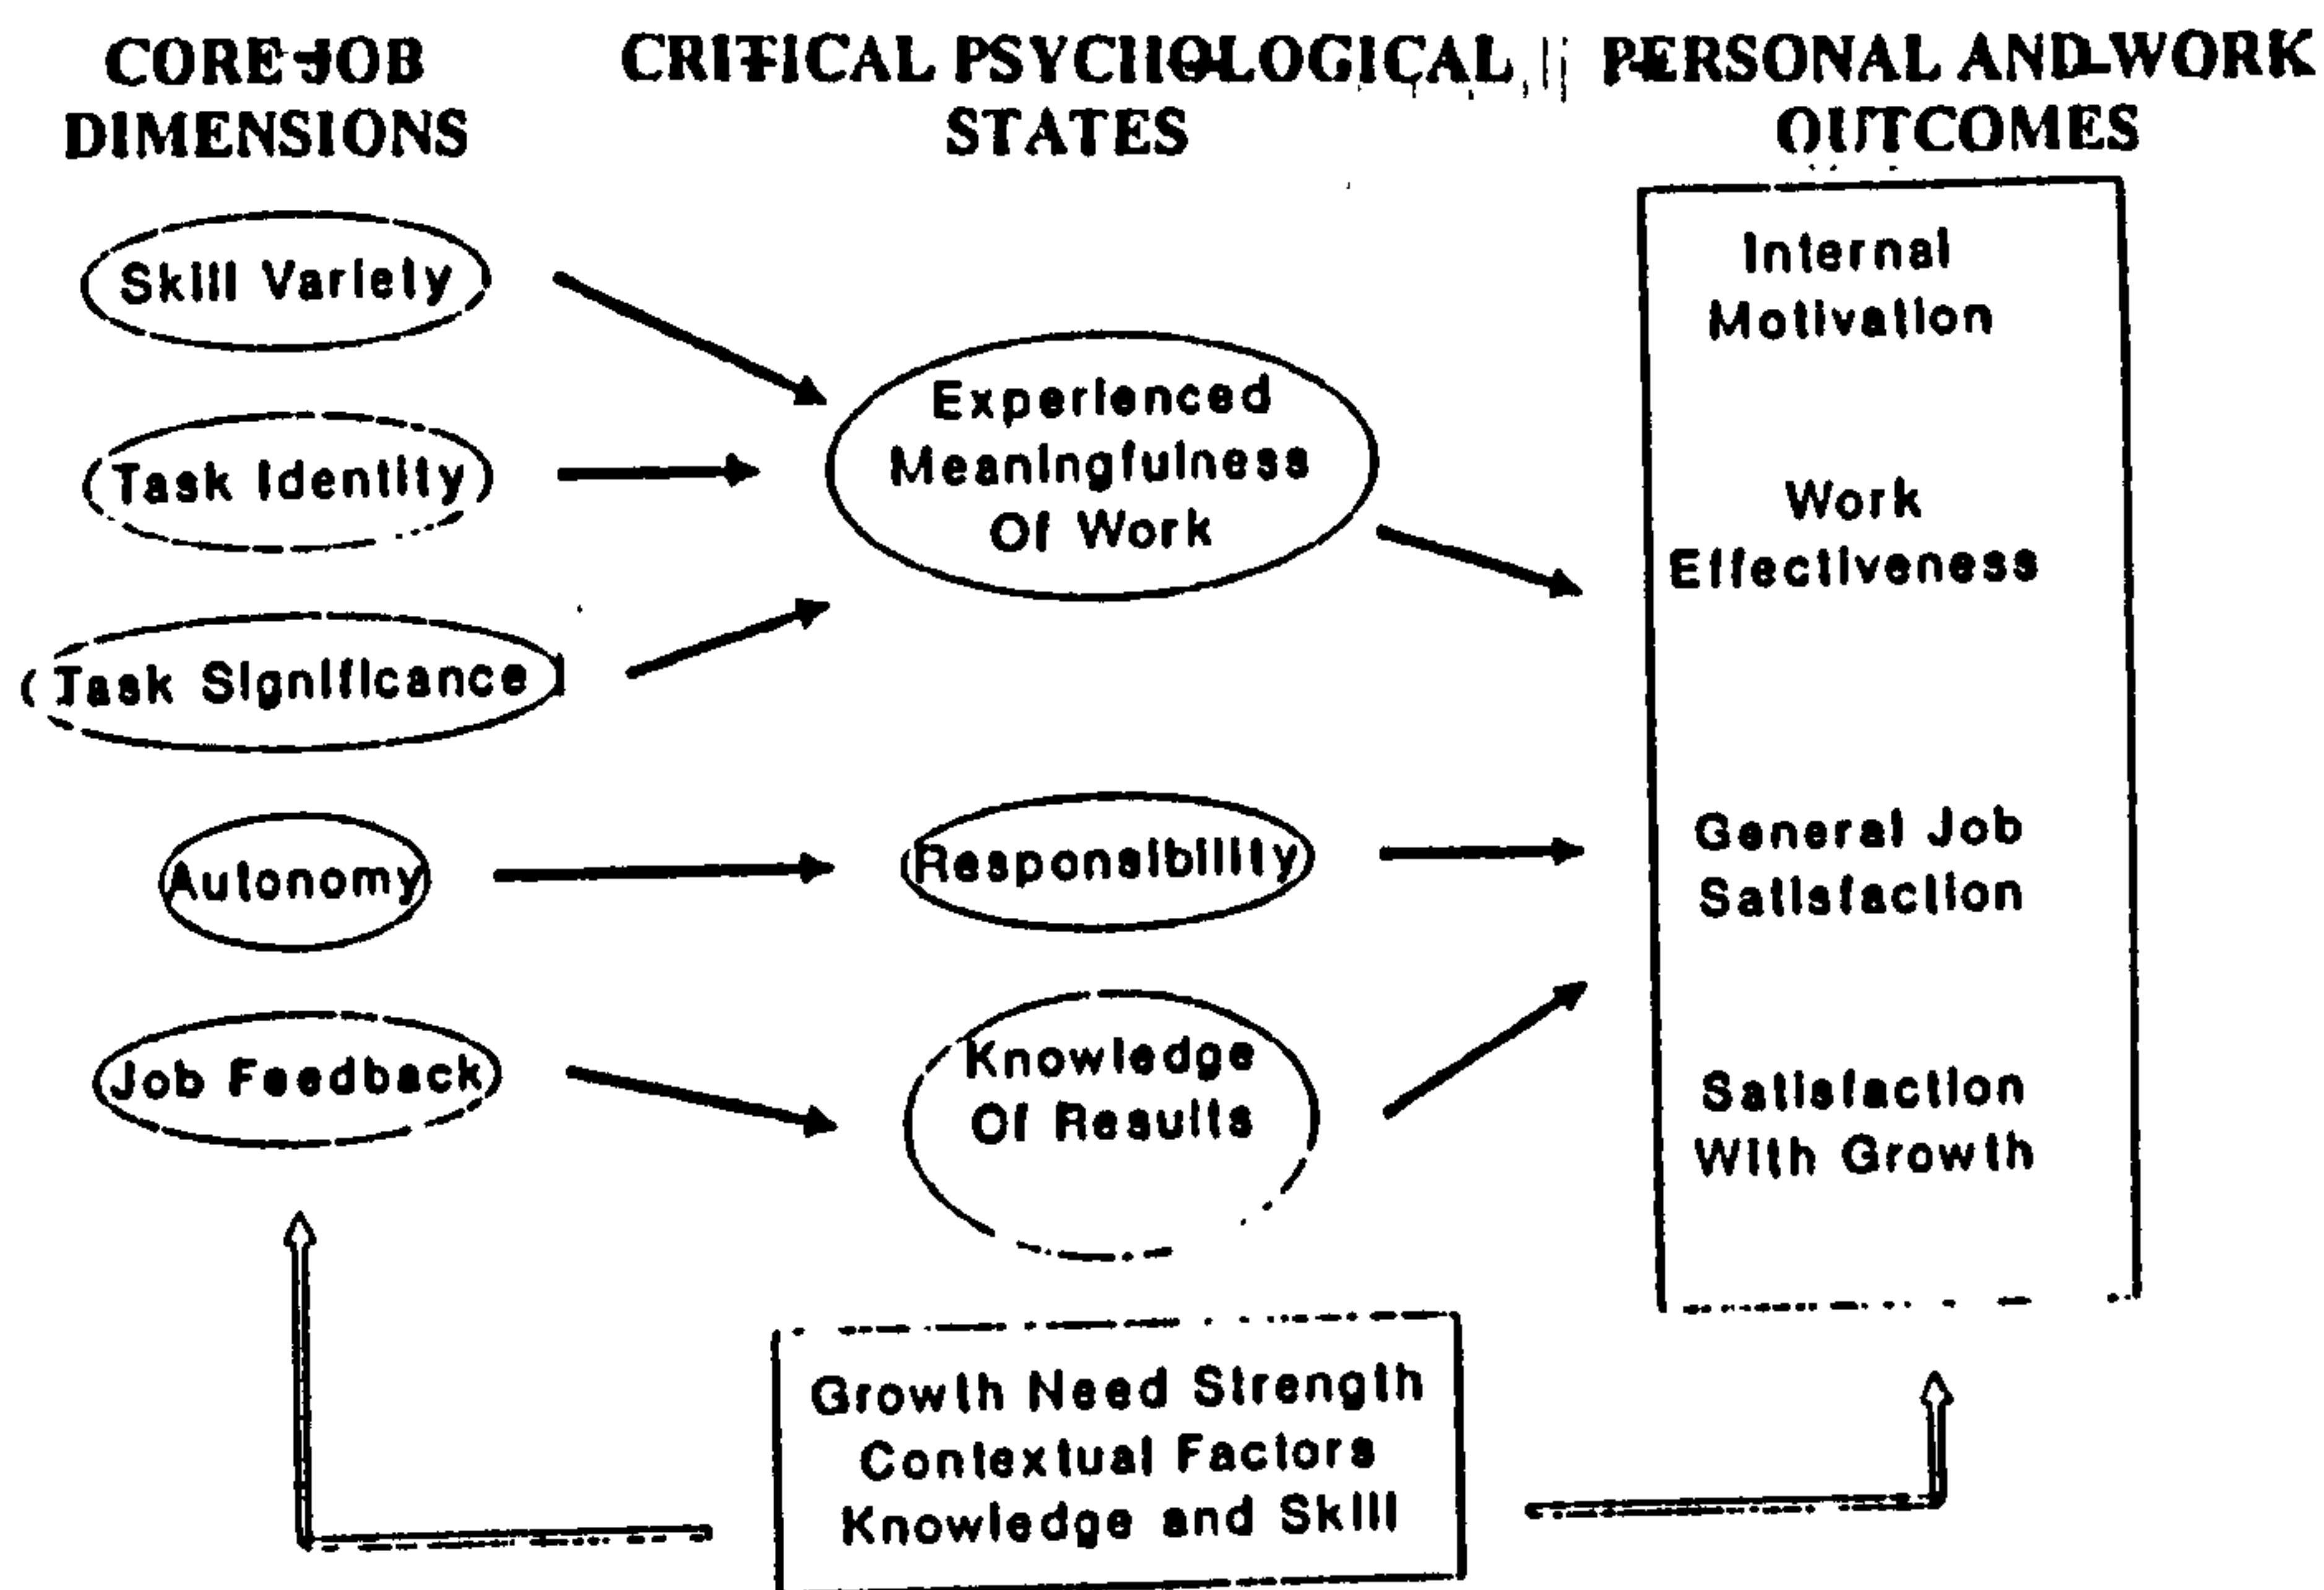 CORE JOB
DIMENSIONS
CRITICAL PSYCHOLOGICAL
STATES
PERSONAL AND WORK
OUTCOMES
Skill Variety
Task Identity
Task Significance
Autonomy
Job Feedback
Experienced
Meaningfulness
Of Work
Responsibility
Knowledge
Of Results
Internal
Motivation
Work
Effectiveness
General Job
Satisfaction
Satisfaction
With Growth
Growth Need Strength
Contextual Factors
Knowledge and Skill